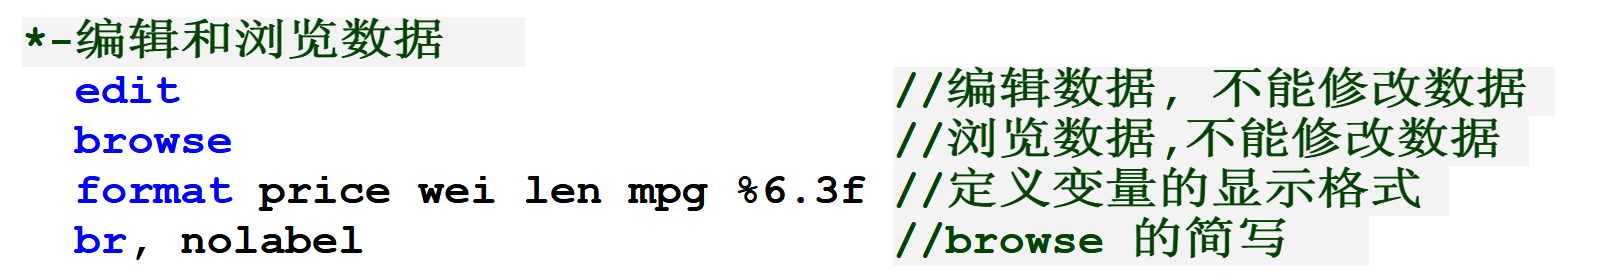 *-编辑和浏览数据
edit //编辑数据, 不能修改数据
browse //浏览数据,不能修改数据
format price wei len mpg %6.3f //定义变量的显示格式
br, nolabel //browse 的简写